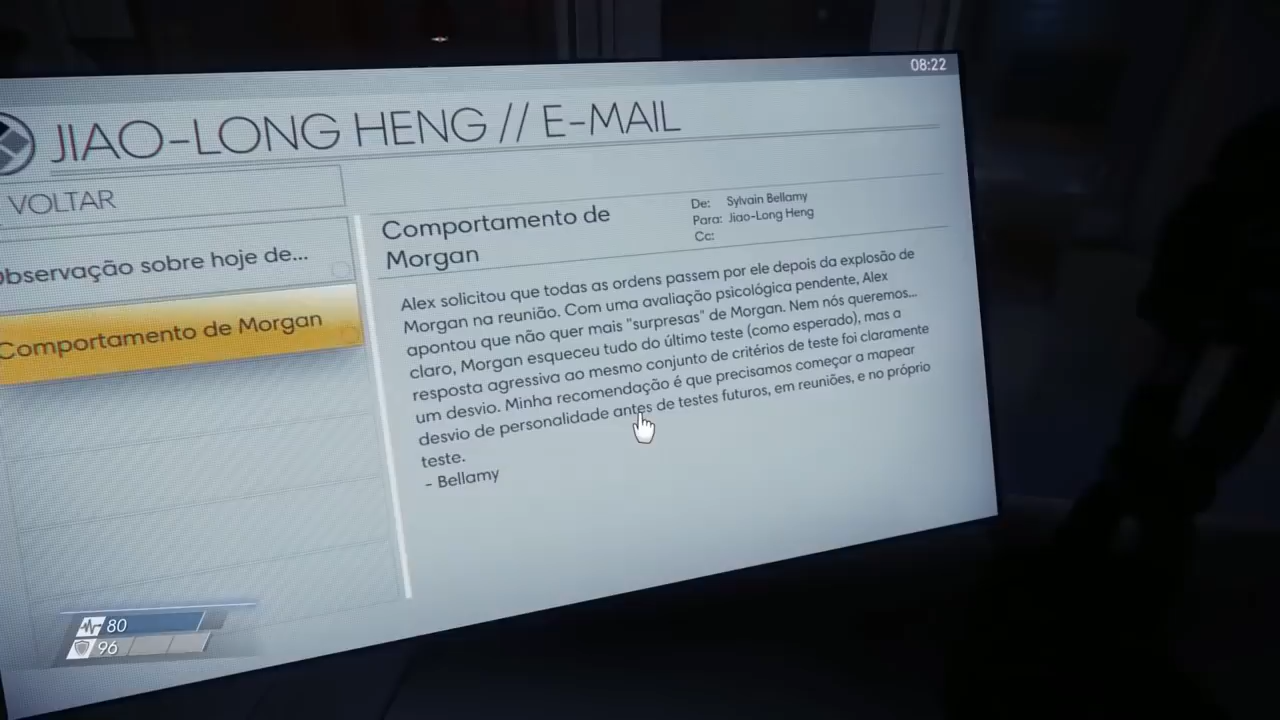 08:22
JIAO-LONG HENG // E-MAIL
VOLTAR
Observação sobre hoje de...
Comportamento de Morgan
Comportamento de
Morgan
De: Sylvain Bellamy
Para: Jiao-Long Heng
Cc:
Alex solicitou que todas as ordens passem por ele depois da explosão de
Morgan na reunião. Com uma avaliação psicológica pendente, Alex
apontou que não quer mais "surpresas" de Morgan. Nem nós queremos...
claro, Morgan esqueceu tudo do último teste (como esperado), mas a
resposta agressiva ao mesmo conjunto de critérios de teste foi claramente
um desvio. Minha recomendação é que precisamos começar a mapear
desvio de personalidade antes de testes futuros, em reuniões, e no próprio
teste.
- Bellamy
80
96